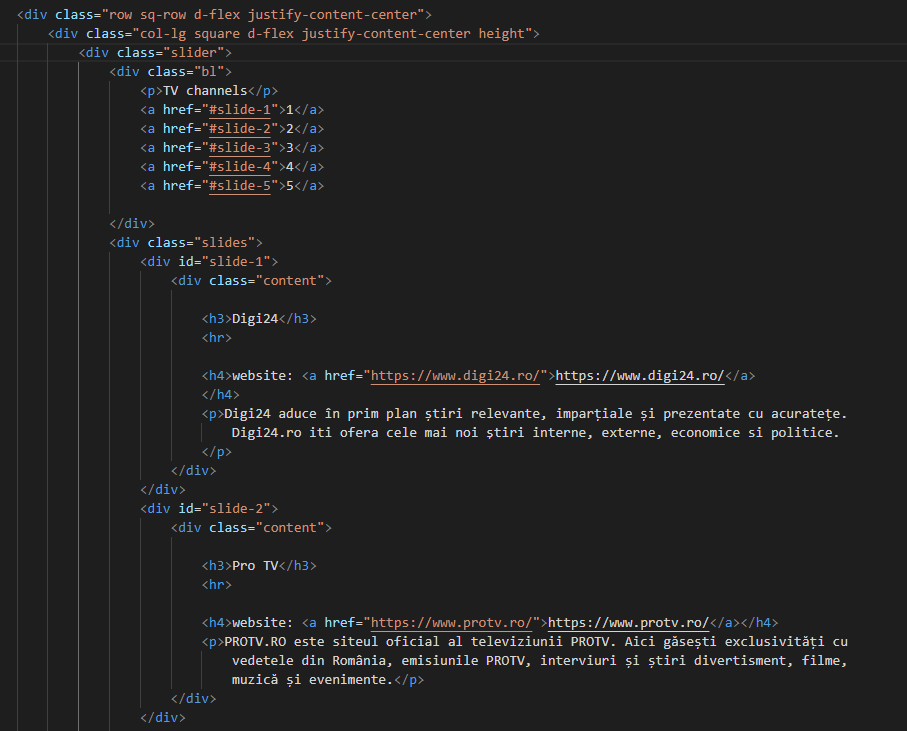 <div class="row sq-row d-flex justify-content-center">
<div class="col-lg square d-flex justify-content-center height">
<div class="slider">
<div class="bl">
<p>TV channels</p>
<a href="#slide-1">1</a>
<a href="#slide-2">2</a>
<a href="#slide-3">3</a>
<a href="#slide-4">4</a>
<a href="#slide-5">5</a>
</div>
<div class="slides">
<div id="slide-1">
<div class="content">
<h3>Digi24</h3>
<hr>
<h4>website: <a href="https://www.digi24.ro/">https://www.digi24.ro/</a>
</h4>
<p>Digi24 aduce în prim plan știri relevante, imparțiale și prezentate cu acuratețe.
Digi24.ro iti ofera cele mai noi știri interne, externe, economice si politice.
</p>
</div>
</div>
<div id="slide-2">
<div class="content">
<h3>Pro TV</h3>
<hr>
<h4>website: <a href="https://www.protv.ro/">https://www.protv.ro/</a></h4>
<p>PROTV.RO este siteul oficial al televiziunii PROTV. Aici găsești exclusivități cu
vedetele din România, emisiunile PROTV, interviuri și știri divertisment, filme,
muzică și evenimente.</p>
</div>
</div>